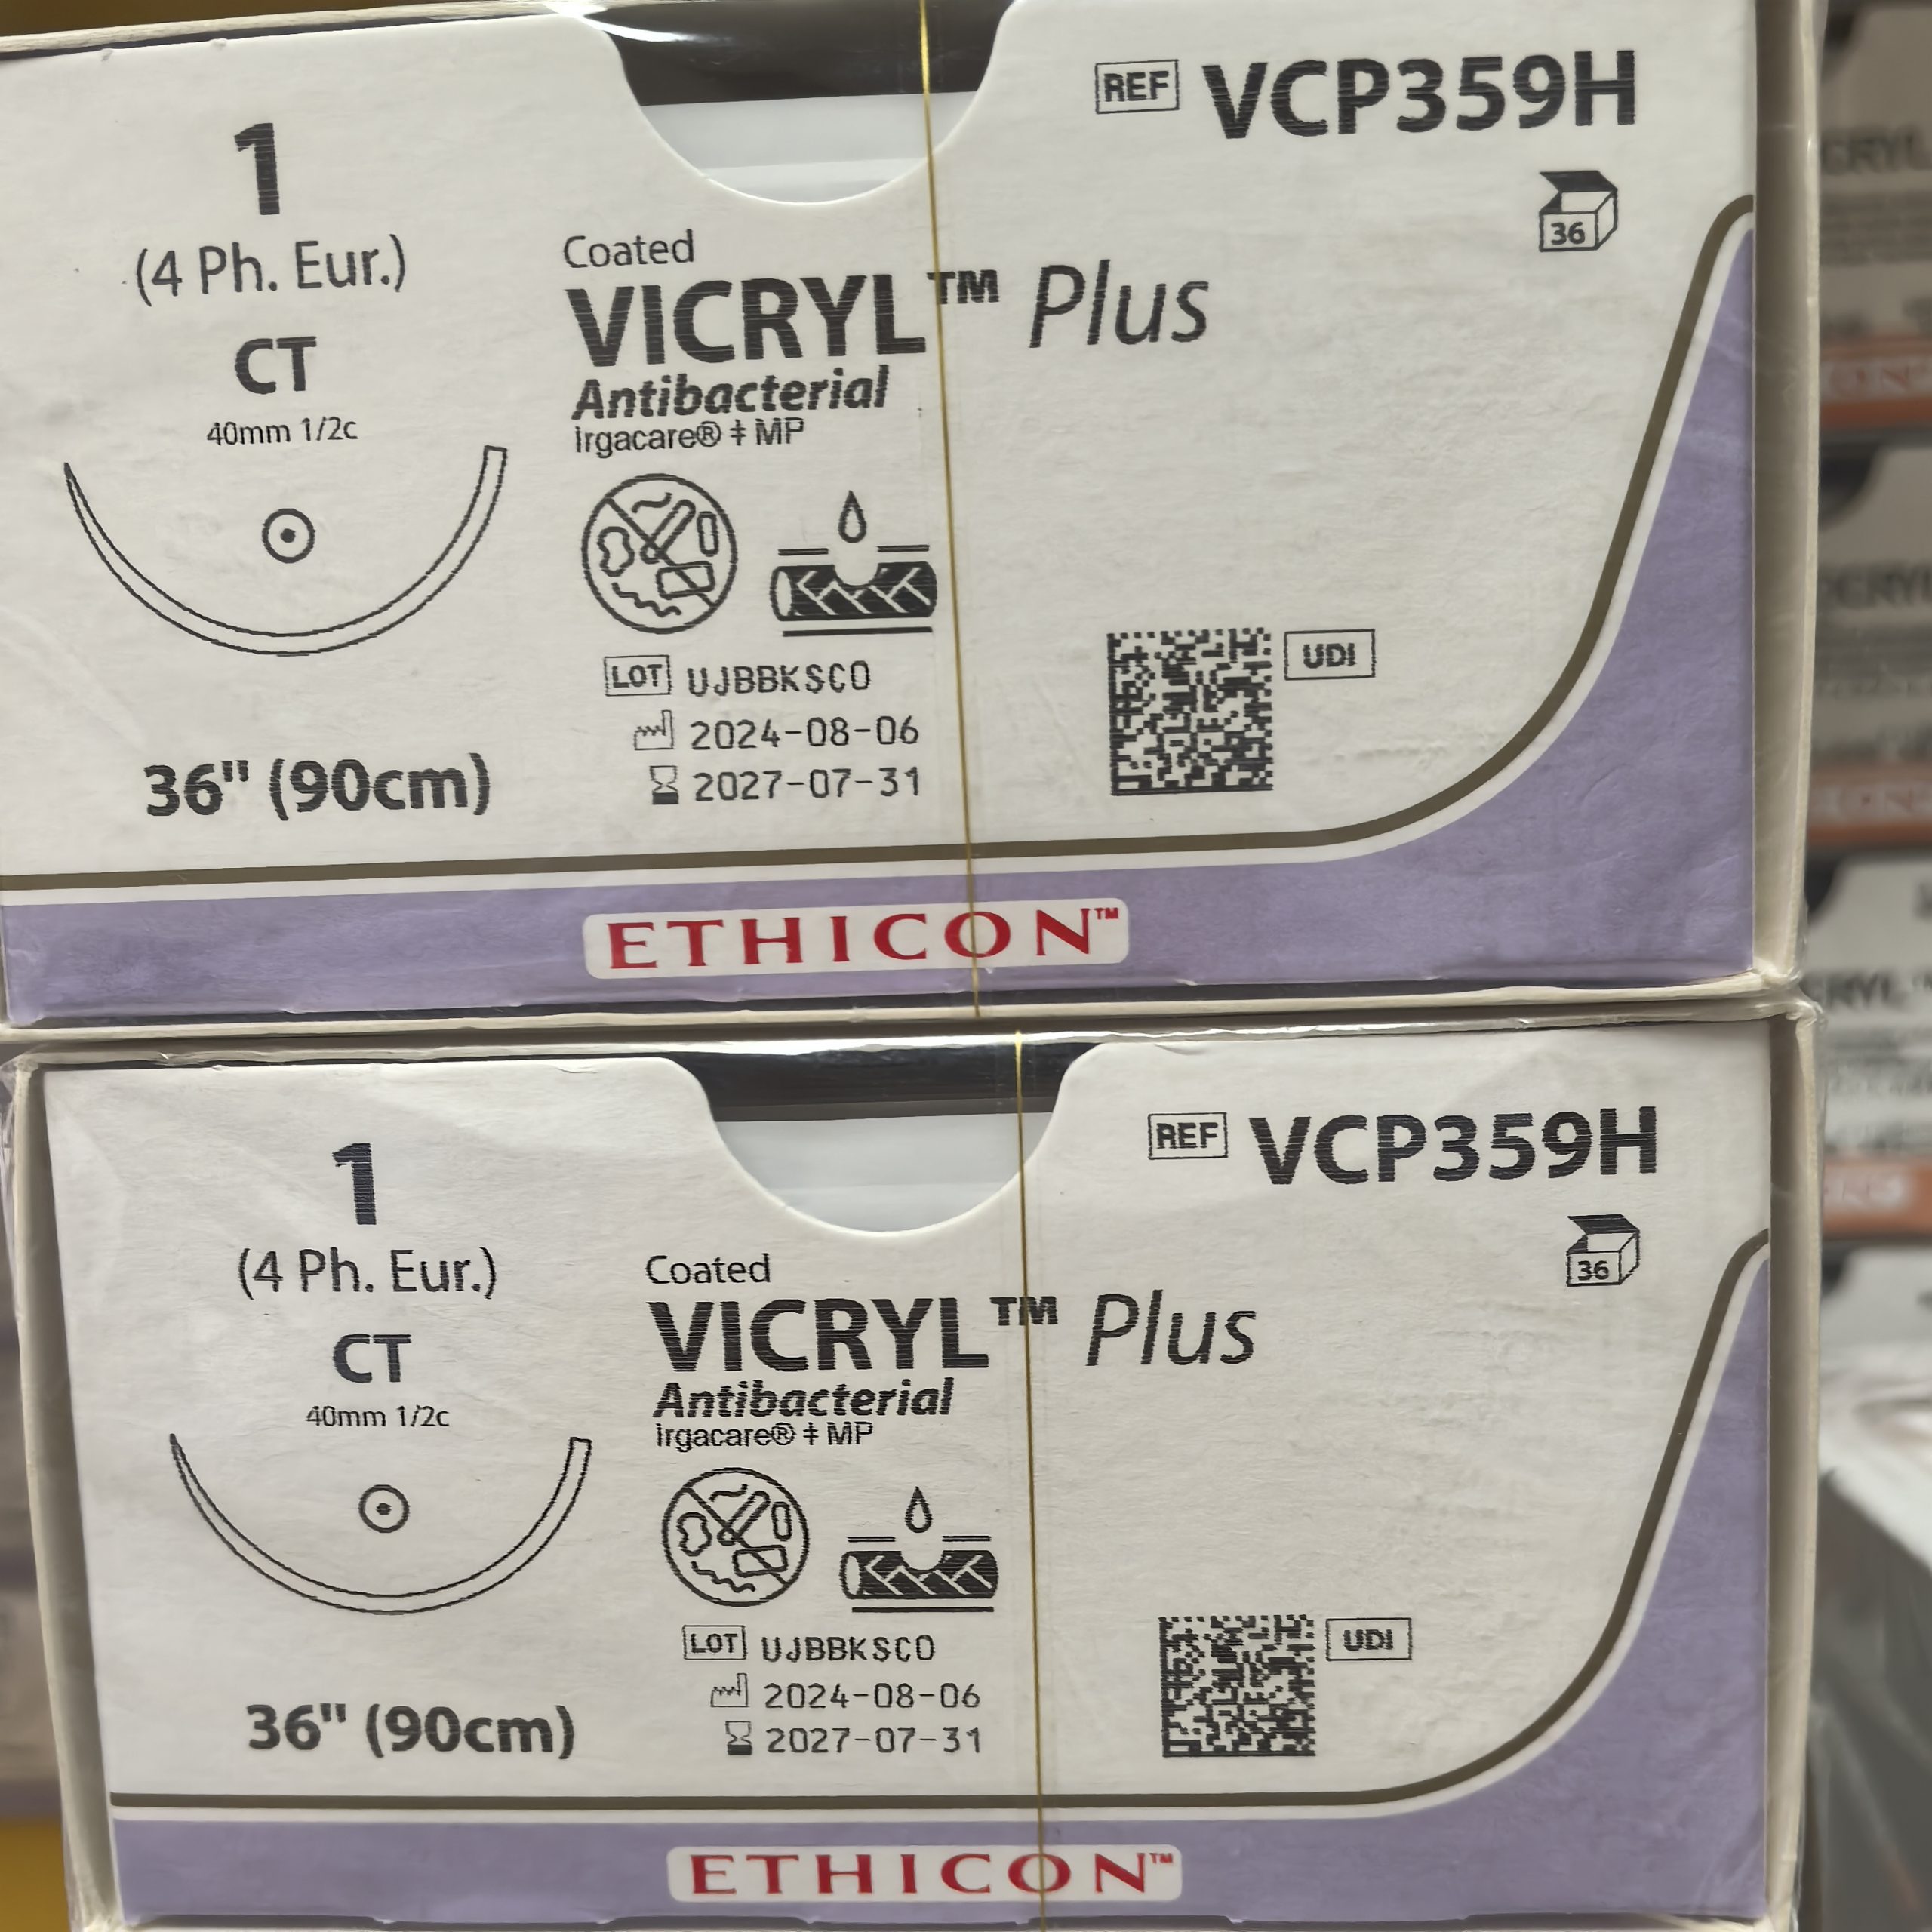 REF VCP359H
1
36
(4 Ph. Eur.)
Coated
VICRYL™ Plus
CT
Antibacterial
40mm 1/2c
Irgacare®ǂ MP
UDI
LOT UJBBKSC0
2024-08-06
36" (90cm)
2027-07-31
ETHICON™
REF VCP359H
1
36
(4 Ph. Eur.)
Coated
VICRYL™ Plus
CT
Antibacterial
40mm 1/2c
Irgacare®ǂ MP
UDI
LOT UJBBKSC0
2024-08-06
36" (90cm)
2027-07-31
ETHICON™